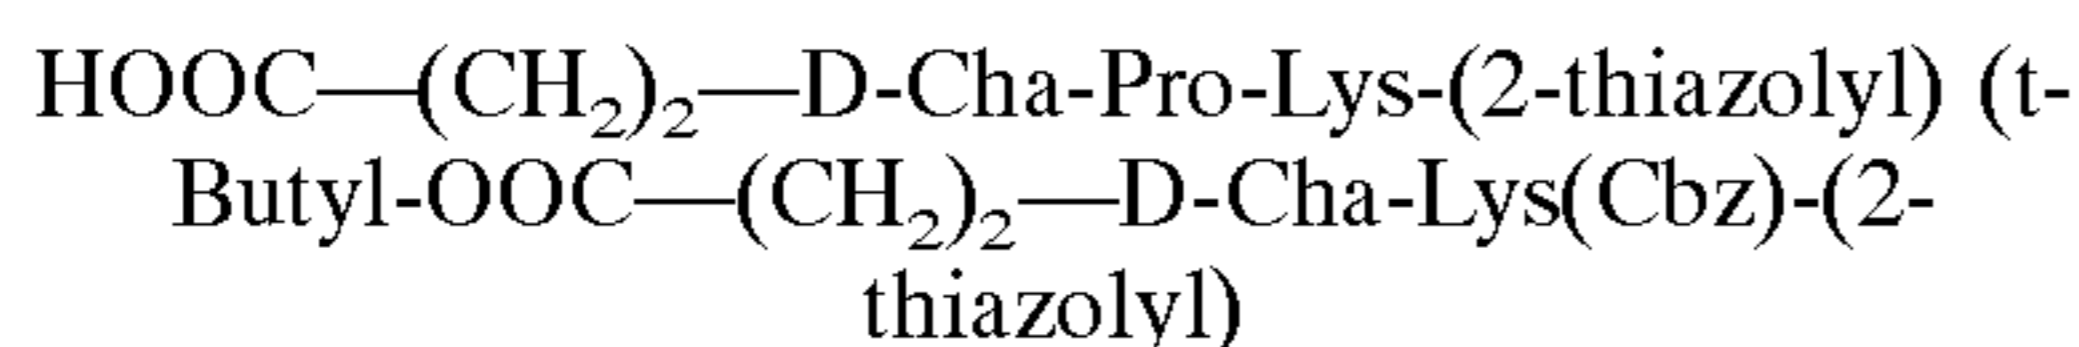 HOOC—(CH₂)₂—D-Cha-Pro-Lys-(2-thiazolyl) (t-
Butyl-OOC—(CH₂)₂—D-Cha-Lys(Cbz)-(2-
thiazolyl)